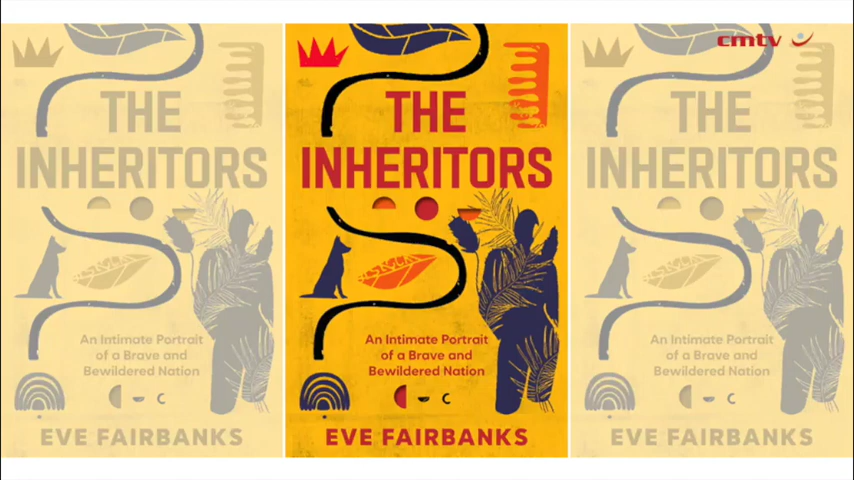 cmtv
THE
INHERITORS
An Intimate Portrait
of a Brave and
Bewildered Nation
EVE FAIRBANKS
THE
INHERITORS
An Intimate Portrait
of a Brave and
Bewildered Nation
EVE FAIRBANKS
THE
INHERITORS
An Intimate Portrait
of a Brave and
Bewildered Nation
EVE FAIRBANKS